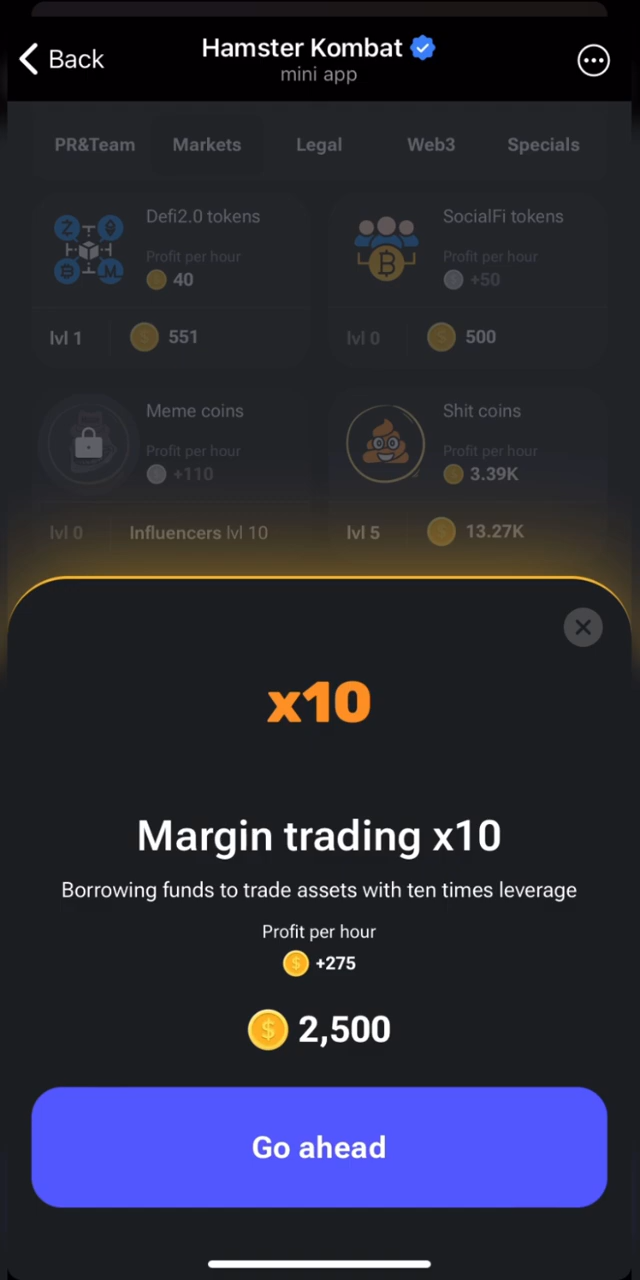 Back
Hamster Kombat
mini app
PR&Team Markets Legal Web3 Specials
Defi2.0 tokens
Profit per hour
40
lvl 1 551
SocialFi tokens
Profit per hour
+50
lvl 0 500
Meme coins
Profit per hour
+110
lvl 0 Influencers lvl 10
Shit coins
Profit per hour
3.39K
lvl 5 13.27K
x10
Margin trading x10
Borrowing funds to trade assets with ten times leverage
Profit per hour
+275
2,500
Go ahead